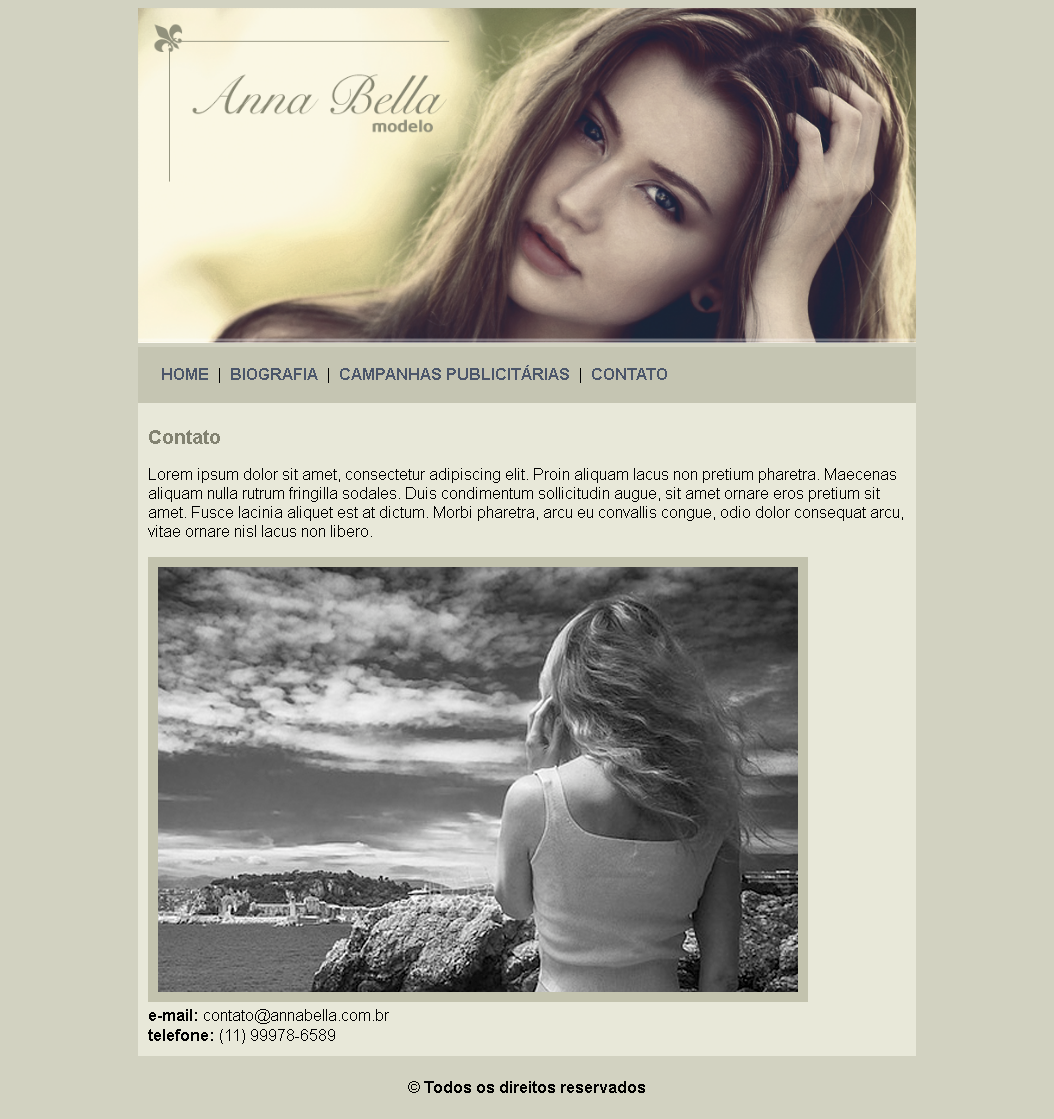 Anna Bella
modelo
HOME | BIOGRAFIA | CAMPANHAS PUBLICITÁRIAS | CONTATO
Contato
Lorem ipsum dolor sit amet, consectetur adipiscing elit. Proin aliquam lacus non pretium pharetra. Maecenas
aliquam nulla rutrum fringilla sodales. Duis condimentum sollicitudin augue, sit amet ornare eros pretium sit
amet. Fusce lacinia aliquet est at dictum. Morbi pharetra, arcu eu convallis congue, odio dolor consequat arcu,
vitae ornare nisl lacus non libero.
e-mail: contato@annabella.com.br
telefone: (11) 99978-6589
© Todos os direitos reservados